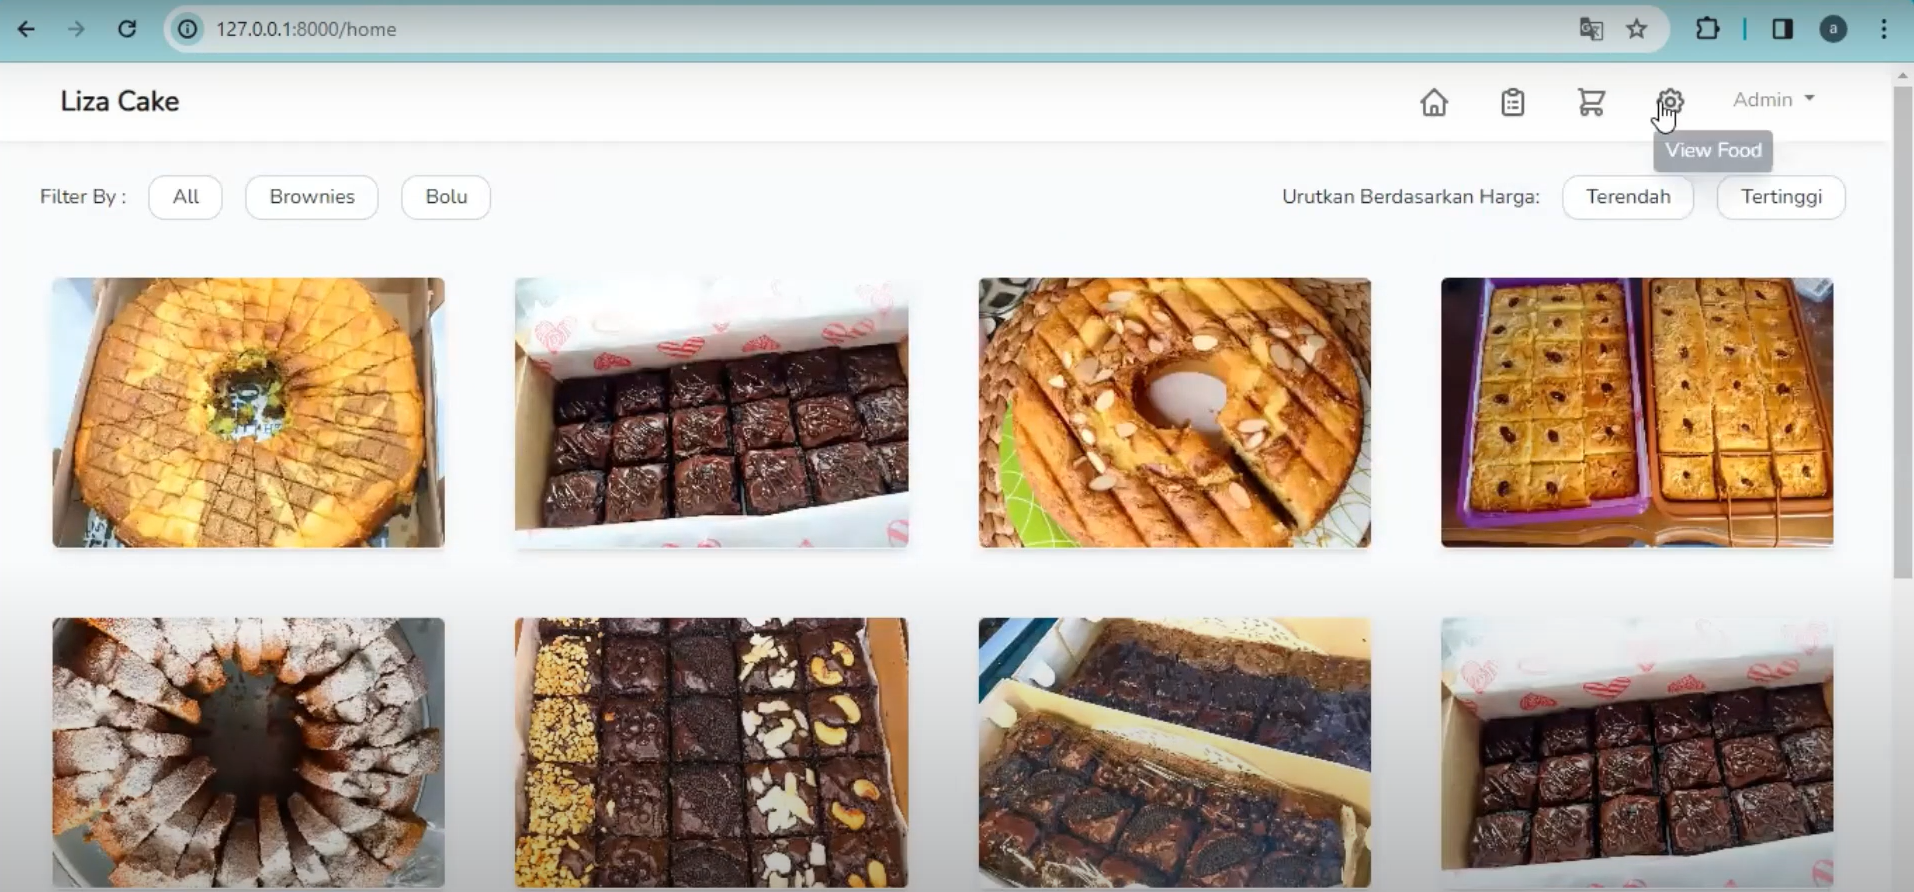 127.0.0.1:8000/home
a
Liza Cake
Admin
View Food
Filter By :
All
Brownies
Bolu
Urutkan Berdasarkan Harga:
Terendah
Tertinggi